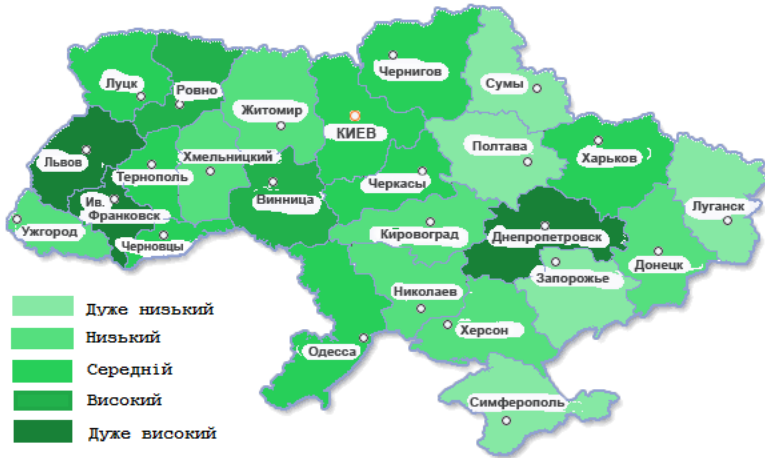 Чернигов
Луцк
Ровно
Сумы
Житомир
КИЕВ
Львов
Хмельницкий
Полтава
Харьков
Тернополь
Черкасы
Ив.
Франковск
Винница
Луганск
Ужгород
Кировоград
Днепропетровск
Черновцы
Донецк
Запорожье
Николаев
Херсон
Одесса
Симферополь
Дуже низький
Низький
Середній
Високий
Дуже високий